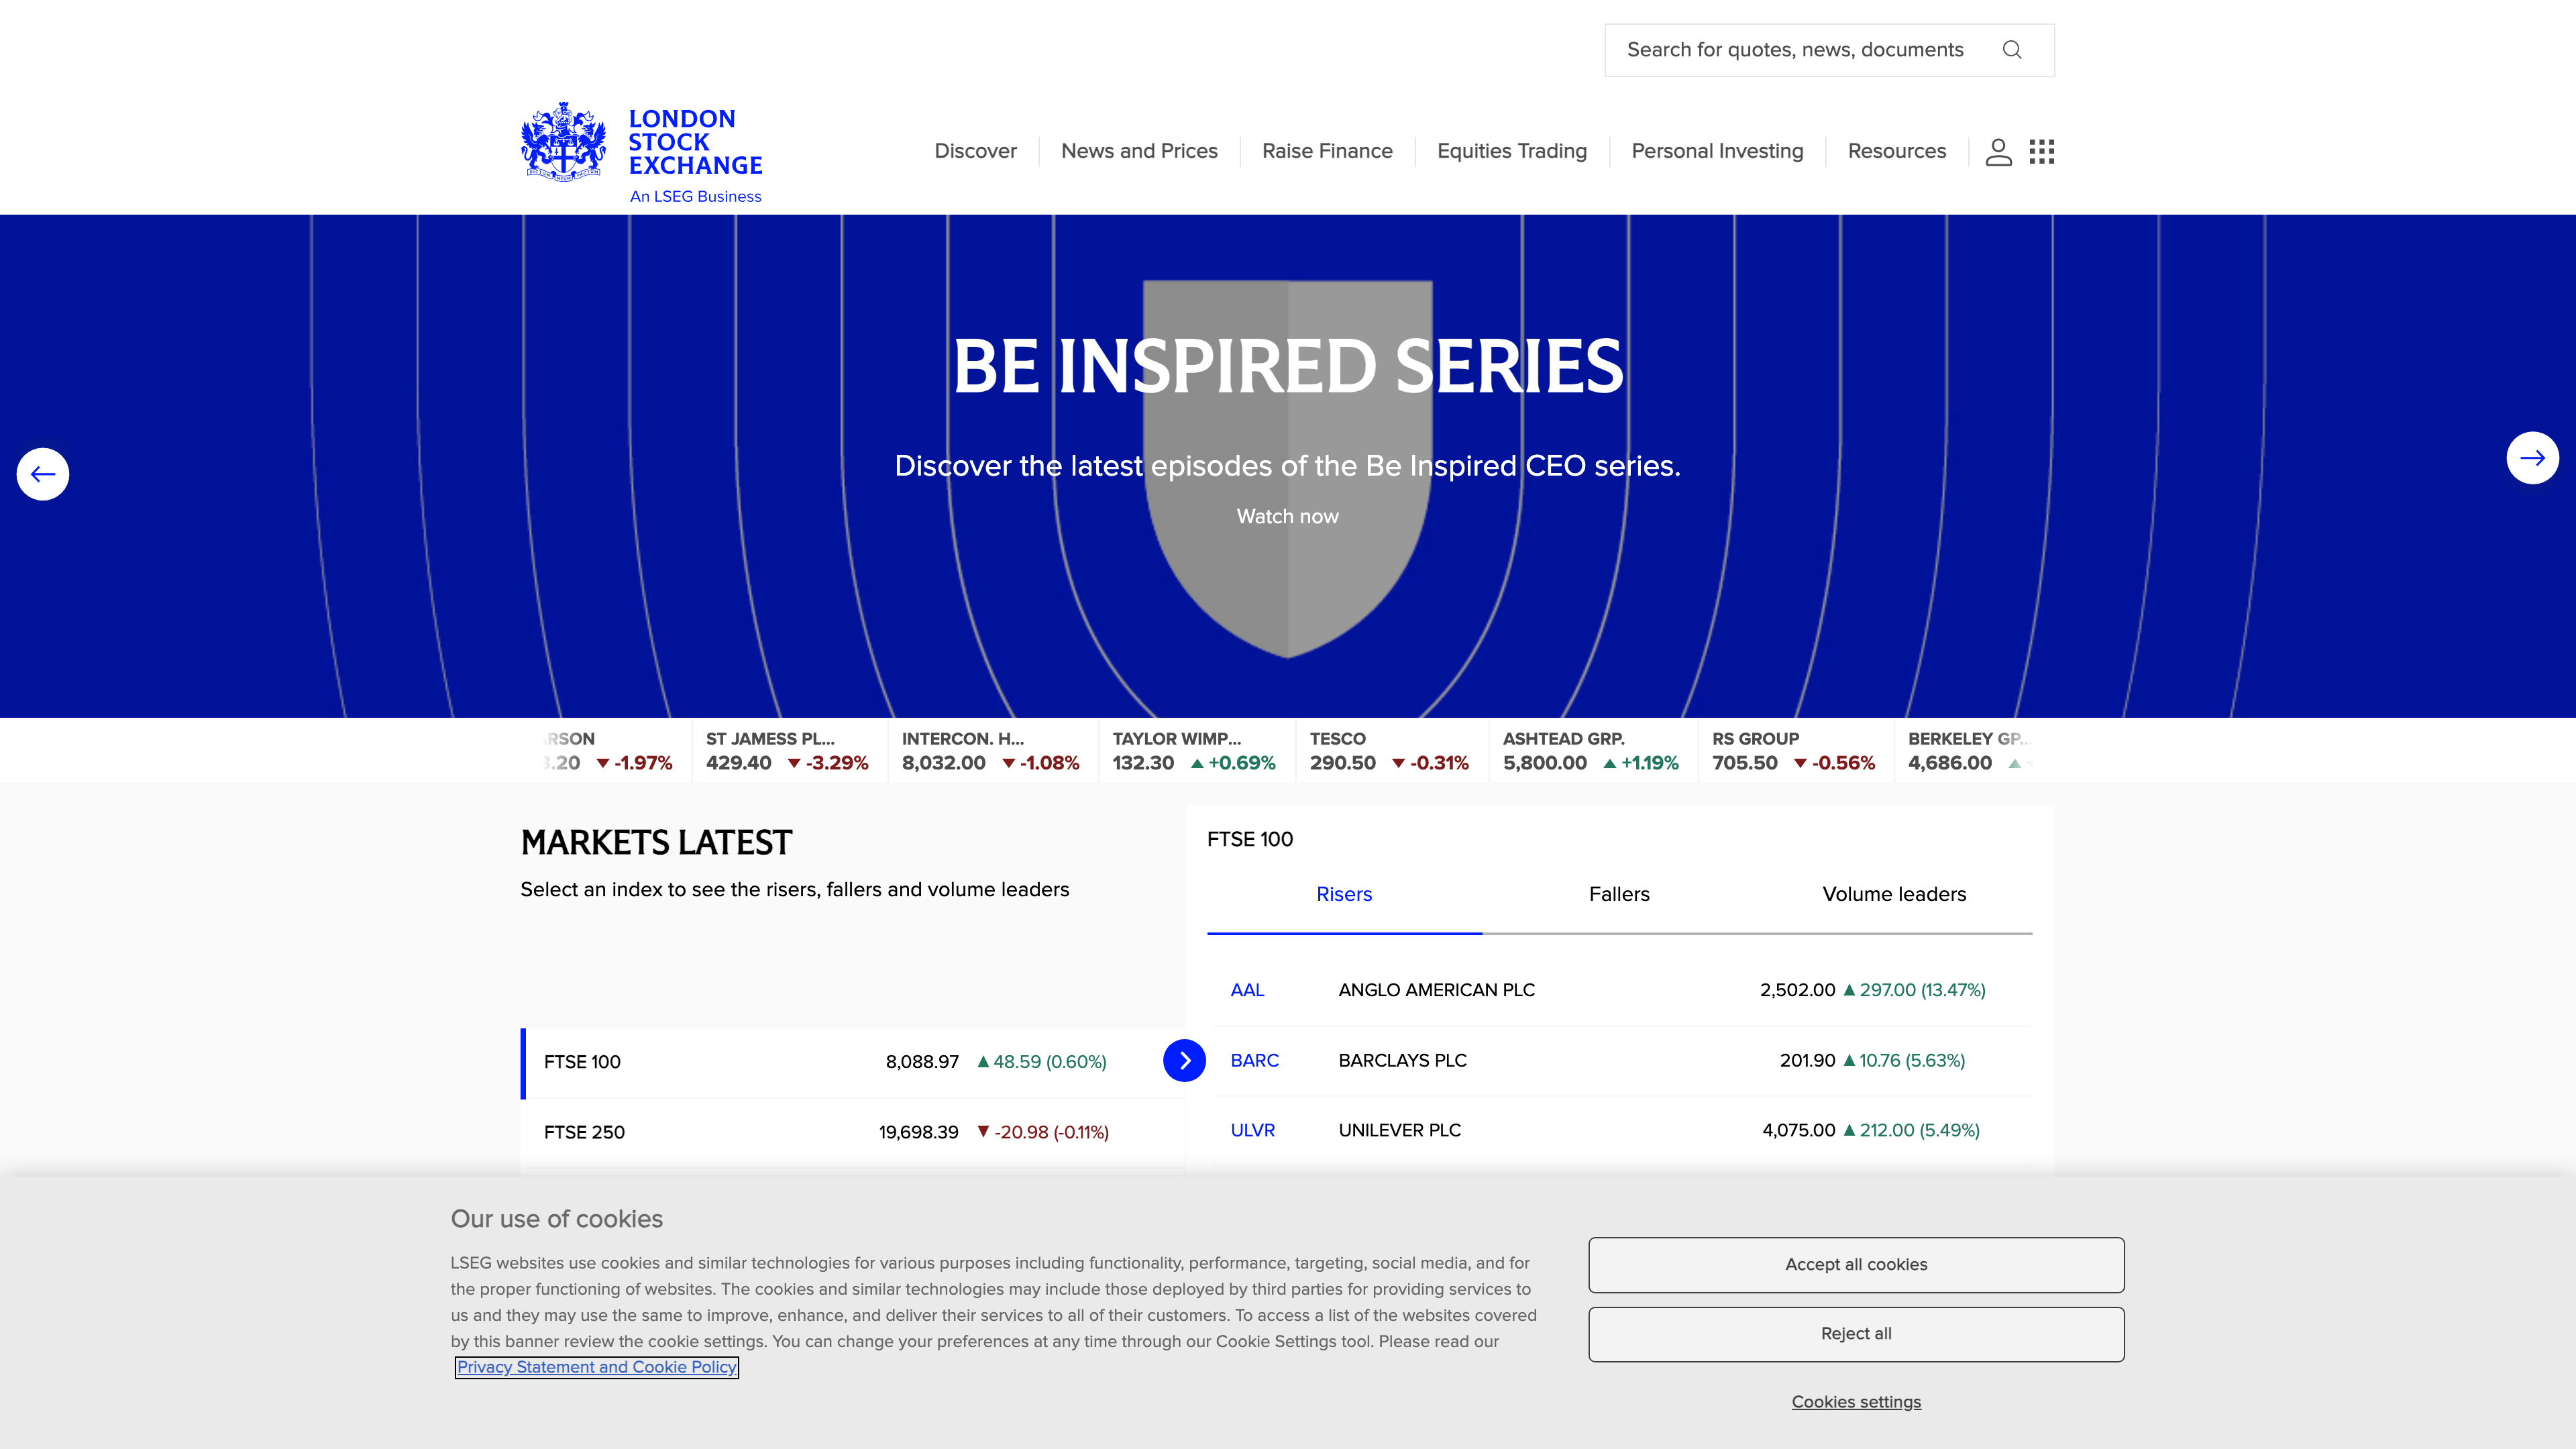 Search for quotes, news, documents
LONDON
STOCK
EXCHANGE
An LSEG Business
Discover
News and Prices
Raise Finance
Equities Trading
Personal Investing
Resources
BE INSPIRED SERIES
Discover the latest episodes of the Be Inspired CEO series.
Watch now
ST JAMESS PL...
429.40 ▼ -3.29%
INTERCON. H...
8,032.00 ▼ -1.08%
TAYLOR WIMP...
132.30 ▲ +0.69%
TESCO
290.50 ▼ -0.31%
ASHTEAD GRP.
5,800.00 ▲ +1.19%
RS GROUP
705.50 ▼ -0.56%
BERKELEY GP...
4,686.00 ▲
▼ -1.97%
MARKETS LATEST
Select an index to see the risers, fallers and volume leaders
FTSE 100 8,088.97 ▲ 48.59 (0.60%)
FTSE 250 19,698.39 ▼ -20.98 (-0.11%)
FTSE 100
Risers Fallers Volume leaders
AAL ANGLO AMERICAN PLC 2,502.00 ▲ 297.00 (13.47%)
BARC BARCLAYS PLC 201.90 ▲ 10.76 (5.63%)
ULVR UNILEVER PLC 4,075.00 ▲ 212.00 (5.49%)
Our use of cookies
LSEG websites use cookies and similar technologies for various purposes including functionality, performance, targeting, social media, and for
the proper functioning of websites. The cookies and similar technologies may include those deployed by third parties for providing services to
us and they may use the same to improve, enhance, and deliver their services to all of their customers. To access a list of the websites covered
by this banner review the cookie settings. You can change your preferences at any time through our Cookie Settings tool. Please read our
Privacy Statement and Cookie Policy
Accept all cookies
Reject all
Cookies settings